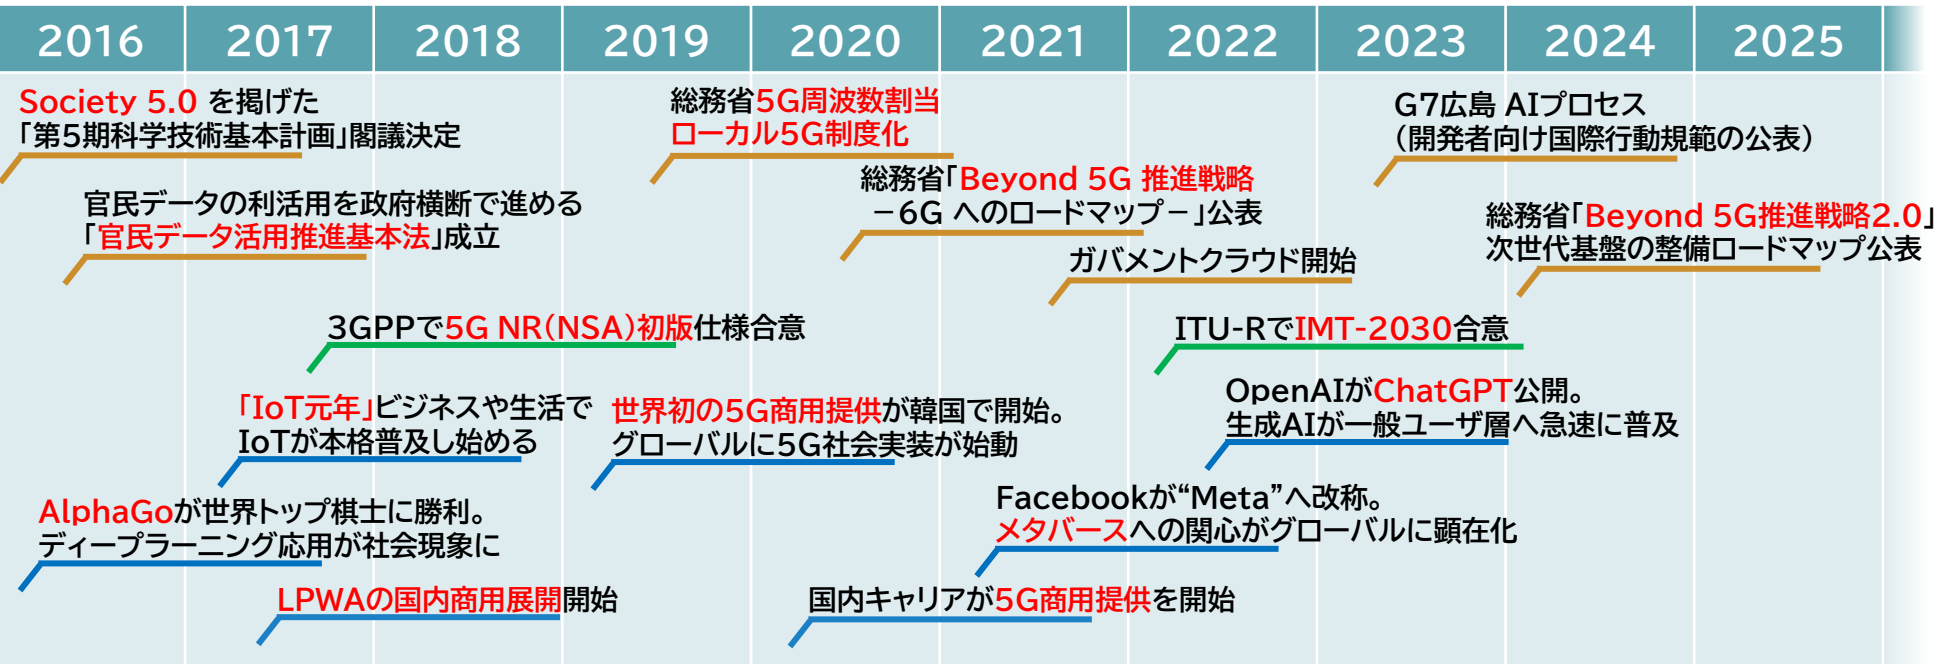 2016 2017 2018 2019 2020 2021 2022 2023 2024 2025
Society 5.0 を掲げた
「第5期科学技術基本計画」閣議決定
官民データの利活用を政府横断で進める
「官民データ活用推進基本法」成立
総務省5G周波数割当
ローカル5G制度化
総務省「Beyond 5G 推進戦略
－6G へのロードマップ－」公表
ガバメントクラウド開始
G7広島 AIプロセス
（開発者向け国際行動規範の公表）
総務省「Beyond 5G推進戦略2.0」
次世代基盤の整備ロードマップ公表
3GPPで5G NR（NSA）初版仕様合意
ITU-RでIMT-2030合意
「IoT元年」ビジネスや生活で
IoTが本格普及し始める
世界初の5G商用提供が韓国で開始。
グローバルに5G社会実装が始動
OpenAIがChatGPT公開。
生成AIが一般ユーザ層へ急速に普及
AlphaGoが世界トップ棋士に勝利。
ディープラーニング応用が社会現象に
Facebookが“Meta”へ改称。
メタバースへの関心がグローバルに顕在化
LPWAの国内商用展開開始
国内キャリアが5G商用提供を開始